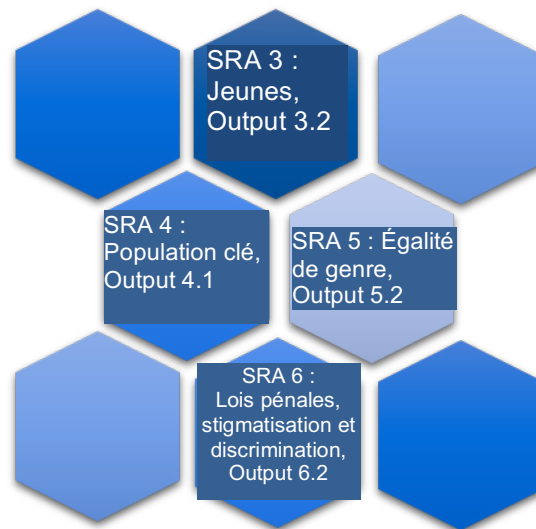 SRA 3 :
Jeunes,
Output 3.2
SRA 4 :
Population clé,
Output 4.1
SRA 5 : Égalité
de genre,
Output 5.2
SRA 6 :
Lois pénales,
stigmatisation et
discrimination,
Output 6.2